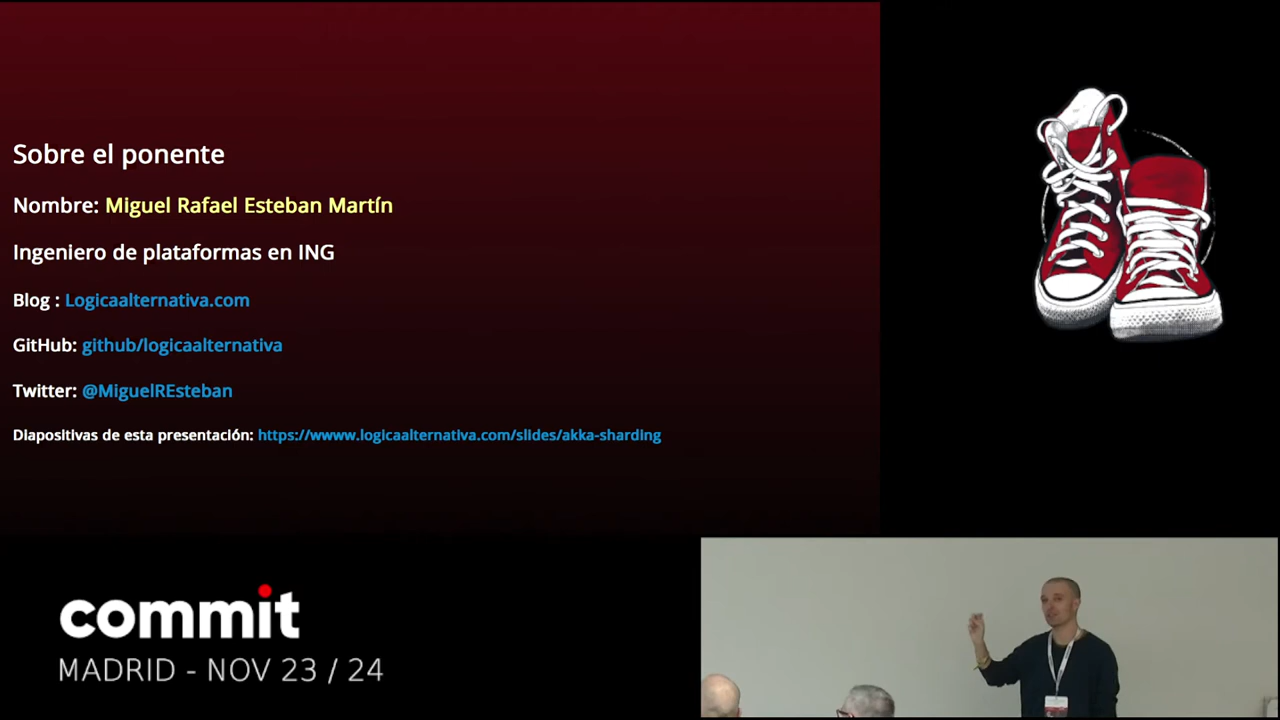 Sobre el ponente
Nombre: Miguel Rafael Esteban Martín
Ingeniero de plataformas en ING
Blog : Logicaalternativa.com
GitHub: github/logicaalternativa
Twitter: @MiguelREsteban
Diapositivas de esta presentación: https://wwww.logicaalternativa.com/slides/akka-sharding
commit
MADRID - NOV 23 / 24